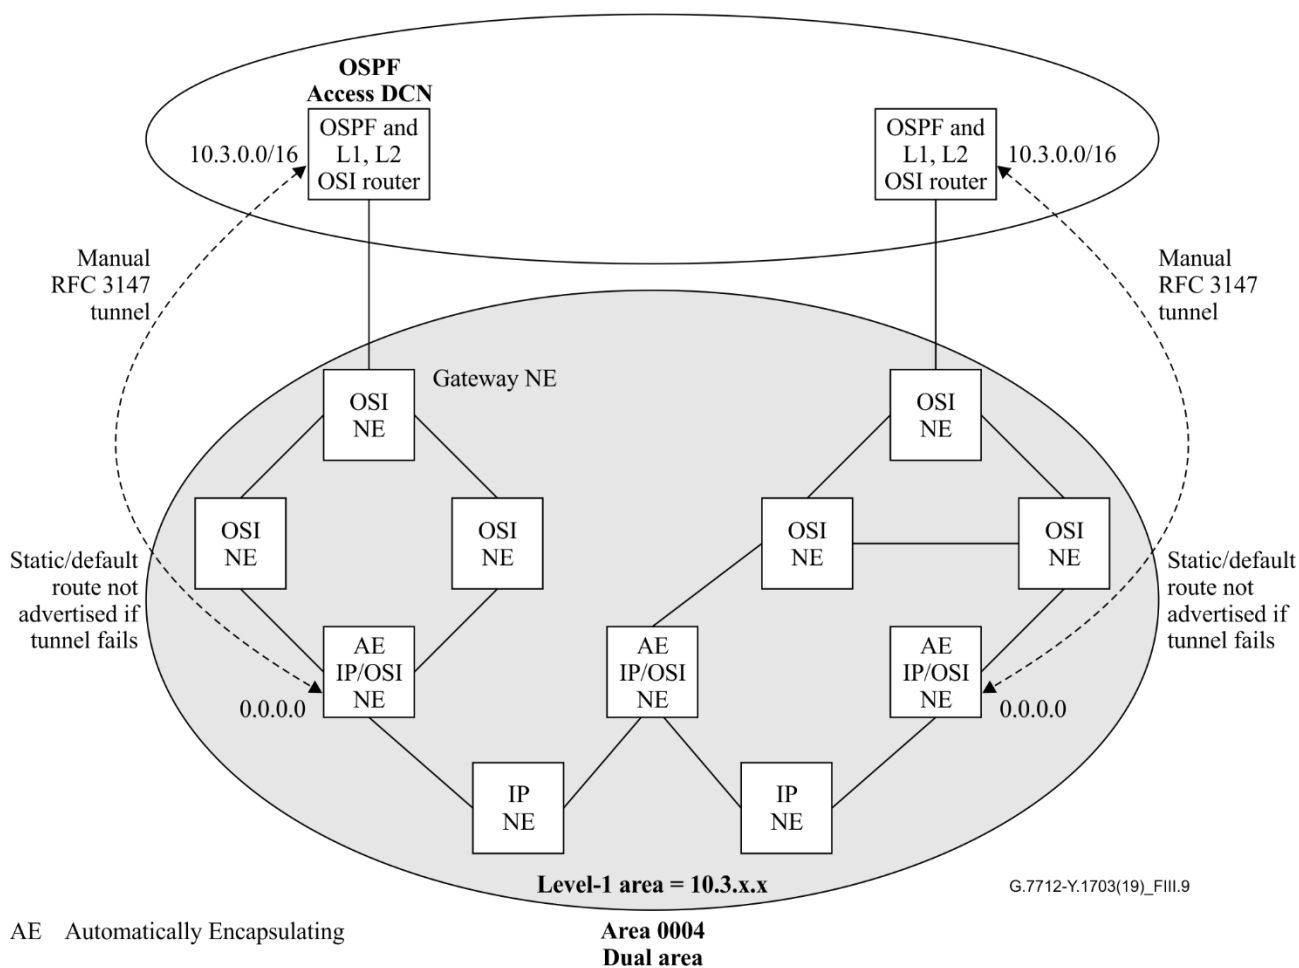 OSPF
Access DCN
OSPF and
L1, L2
OSI router
10.3.0.0/16
OSPF and
L1, L2
OSI router
10.3.0.0/16
Manual
RFC 3147
tunnel
Manual
RFC 3147
tunnel
OSI
NE
Gateway NE
OSI
NE
OSI
NE
OSI
NE
OSI
NE
OSI
NE
Static/default
route not
advertised if
tunnel fails
Static/default
route not
advertised if
tunnel fails
AE
IP/OSI
NE
0.0.0.0
AE
IP/OSI
NE
AE
IP/OSI
NE
0.0.0.0
IP
NE
IP
NE
Level-1 area = 10.3.x.x
G.7712-Y.1703(19)_FIII.9
AE Automatically Encapsulating
Area 0004
Dual area